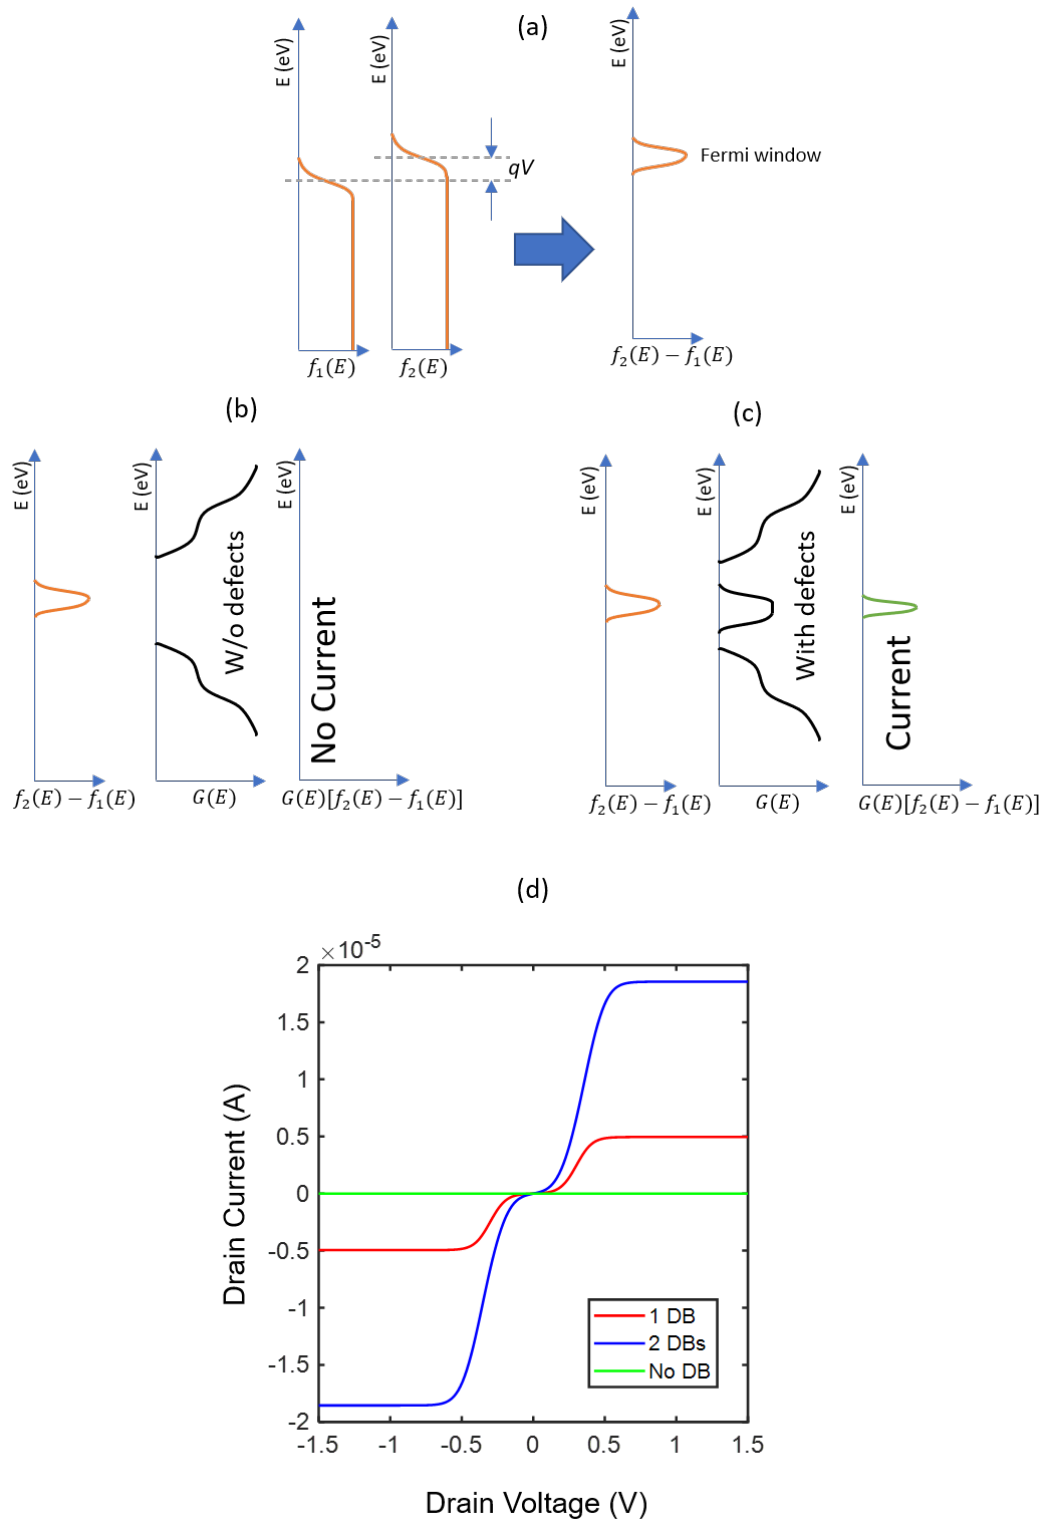 (a)
E (eV)
E (eV)
E (eV)
qV
Fermi window
f₁(E)
f₂(E)
f₂(E) − f₁(E)
(b)
E (eV)
E (eV)
E (eV)
W/o defects
No Current
f₂(E) − f₁(E)
G(E)
G(E)[f₂(E) − f₁(E)]
(c)
E (eV)
E (eV)
E (eV)
With defects
Current
f₂(E) − f₁(E)
G(E)
G(E)[f₂(E) − f₁(E)]
(d)
×10⁻⁵
2
1.5
1
0.5
0
-0.5
-1
-1.5
-2
Drain Current (A)
1 DB
2 DBs
No DB
-1.5 -1 -0.5 0 0.5 1 1.5
Drain Voltage (V)